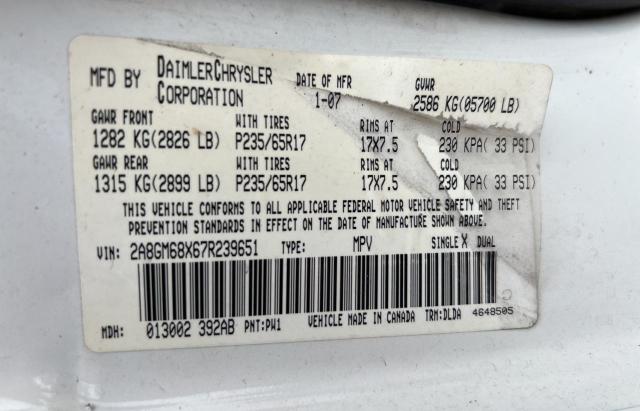 MFD BY DAIMLERCHRYSLER CORPORATION DATE OF MFR 1-07 GVWR 2586 KG(05700 LB)
GAWR FRONT WITH TIRES RIMS AT COLD
1282 KG(2826 LB) P235/65R17 17X7.5 230 KPA( 33 PSI)
GAWR REAR WITH TIRES RIMS AT COLD
1315 KG(2899 LB) P235/65R17 17X7.5 230 KPA( 33 PSI)
THIS VEHICLE CONFORMS TO ALL APPLICABLE FEDERAL MOTOR VEHICLE SAFETY AND THEFT
PREVENTION STANDARDS IN EFFECT ON THE DATE OF MANUFACTURE SHOWN ABOVE.
VIN: 2A8GM68X67R239651 TYPE: MPV SINGLE X DUAL
MDH: 013002 392AB PNT:PW1 VEHICLE MADE IN CANADA TRM:DLDA 4648505